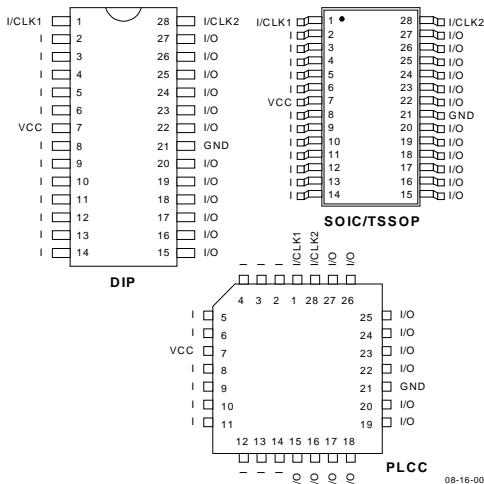 I/CLK1 1 28 I/CLK2
I 2 27 I/O
I 3 26 I/O
I 4 25 I/O
I 5 24 I/O
I 6 23 I/O
VCC 7 22 I/O
I 8 21 GND
I 9 20 I/O
I 10 19 I/O
I 11 18 I/O
I 12 17 I/O
I 13 16 I/O
I 14 15 I/O
DIP
I/CLK1 1 28 I/CLK2
I 2 27 I/O
I 3 26 I/O
I 4 25 I/O
I 5 24 I/O
I 6 23 I/O
VCC 7 22 I/O
I 8 21 GND
I 9 20 I/O
I 10 19 I/O
I 11 18 I/O
I 12 17 I/O
I 13 16 I/O
I 14 15 I/O
SOIC/TSSOP
I I I I/CLK1 I/CLK2 I/O I/O
4 3 2 1 28 27 26
I 5 25 I/O
I 6 24 I/O
VCC 7 23 I/O
I 8 22 I/O
I 9 21 GND
I 10 20 I/O
I 11 19 I/O
12 13 14 15 16 17 18
I I I I/O I/O I/O I/O
PLCC
08-16-00